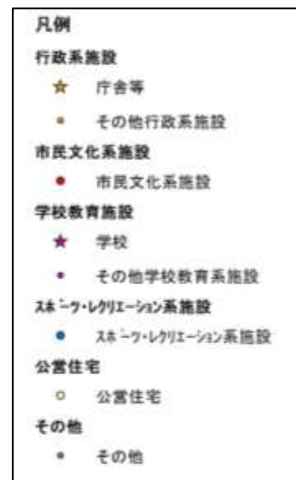 凡例
行政系施設
庁舎等
その他行政系施設
市民文化系施設
市民文化系施設
学校教育施設
学校
その他学校教育系施設
スポーツ・レクリエーション系施設
スポーツ・レクリエーション系施設
公営住宅
公営住宅
その他
その他